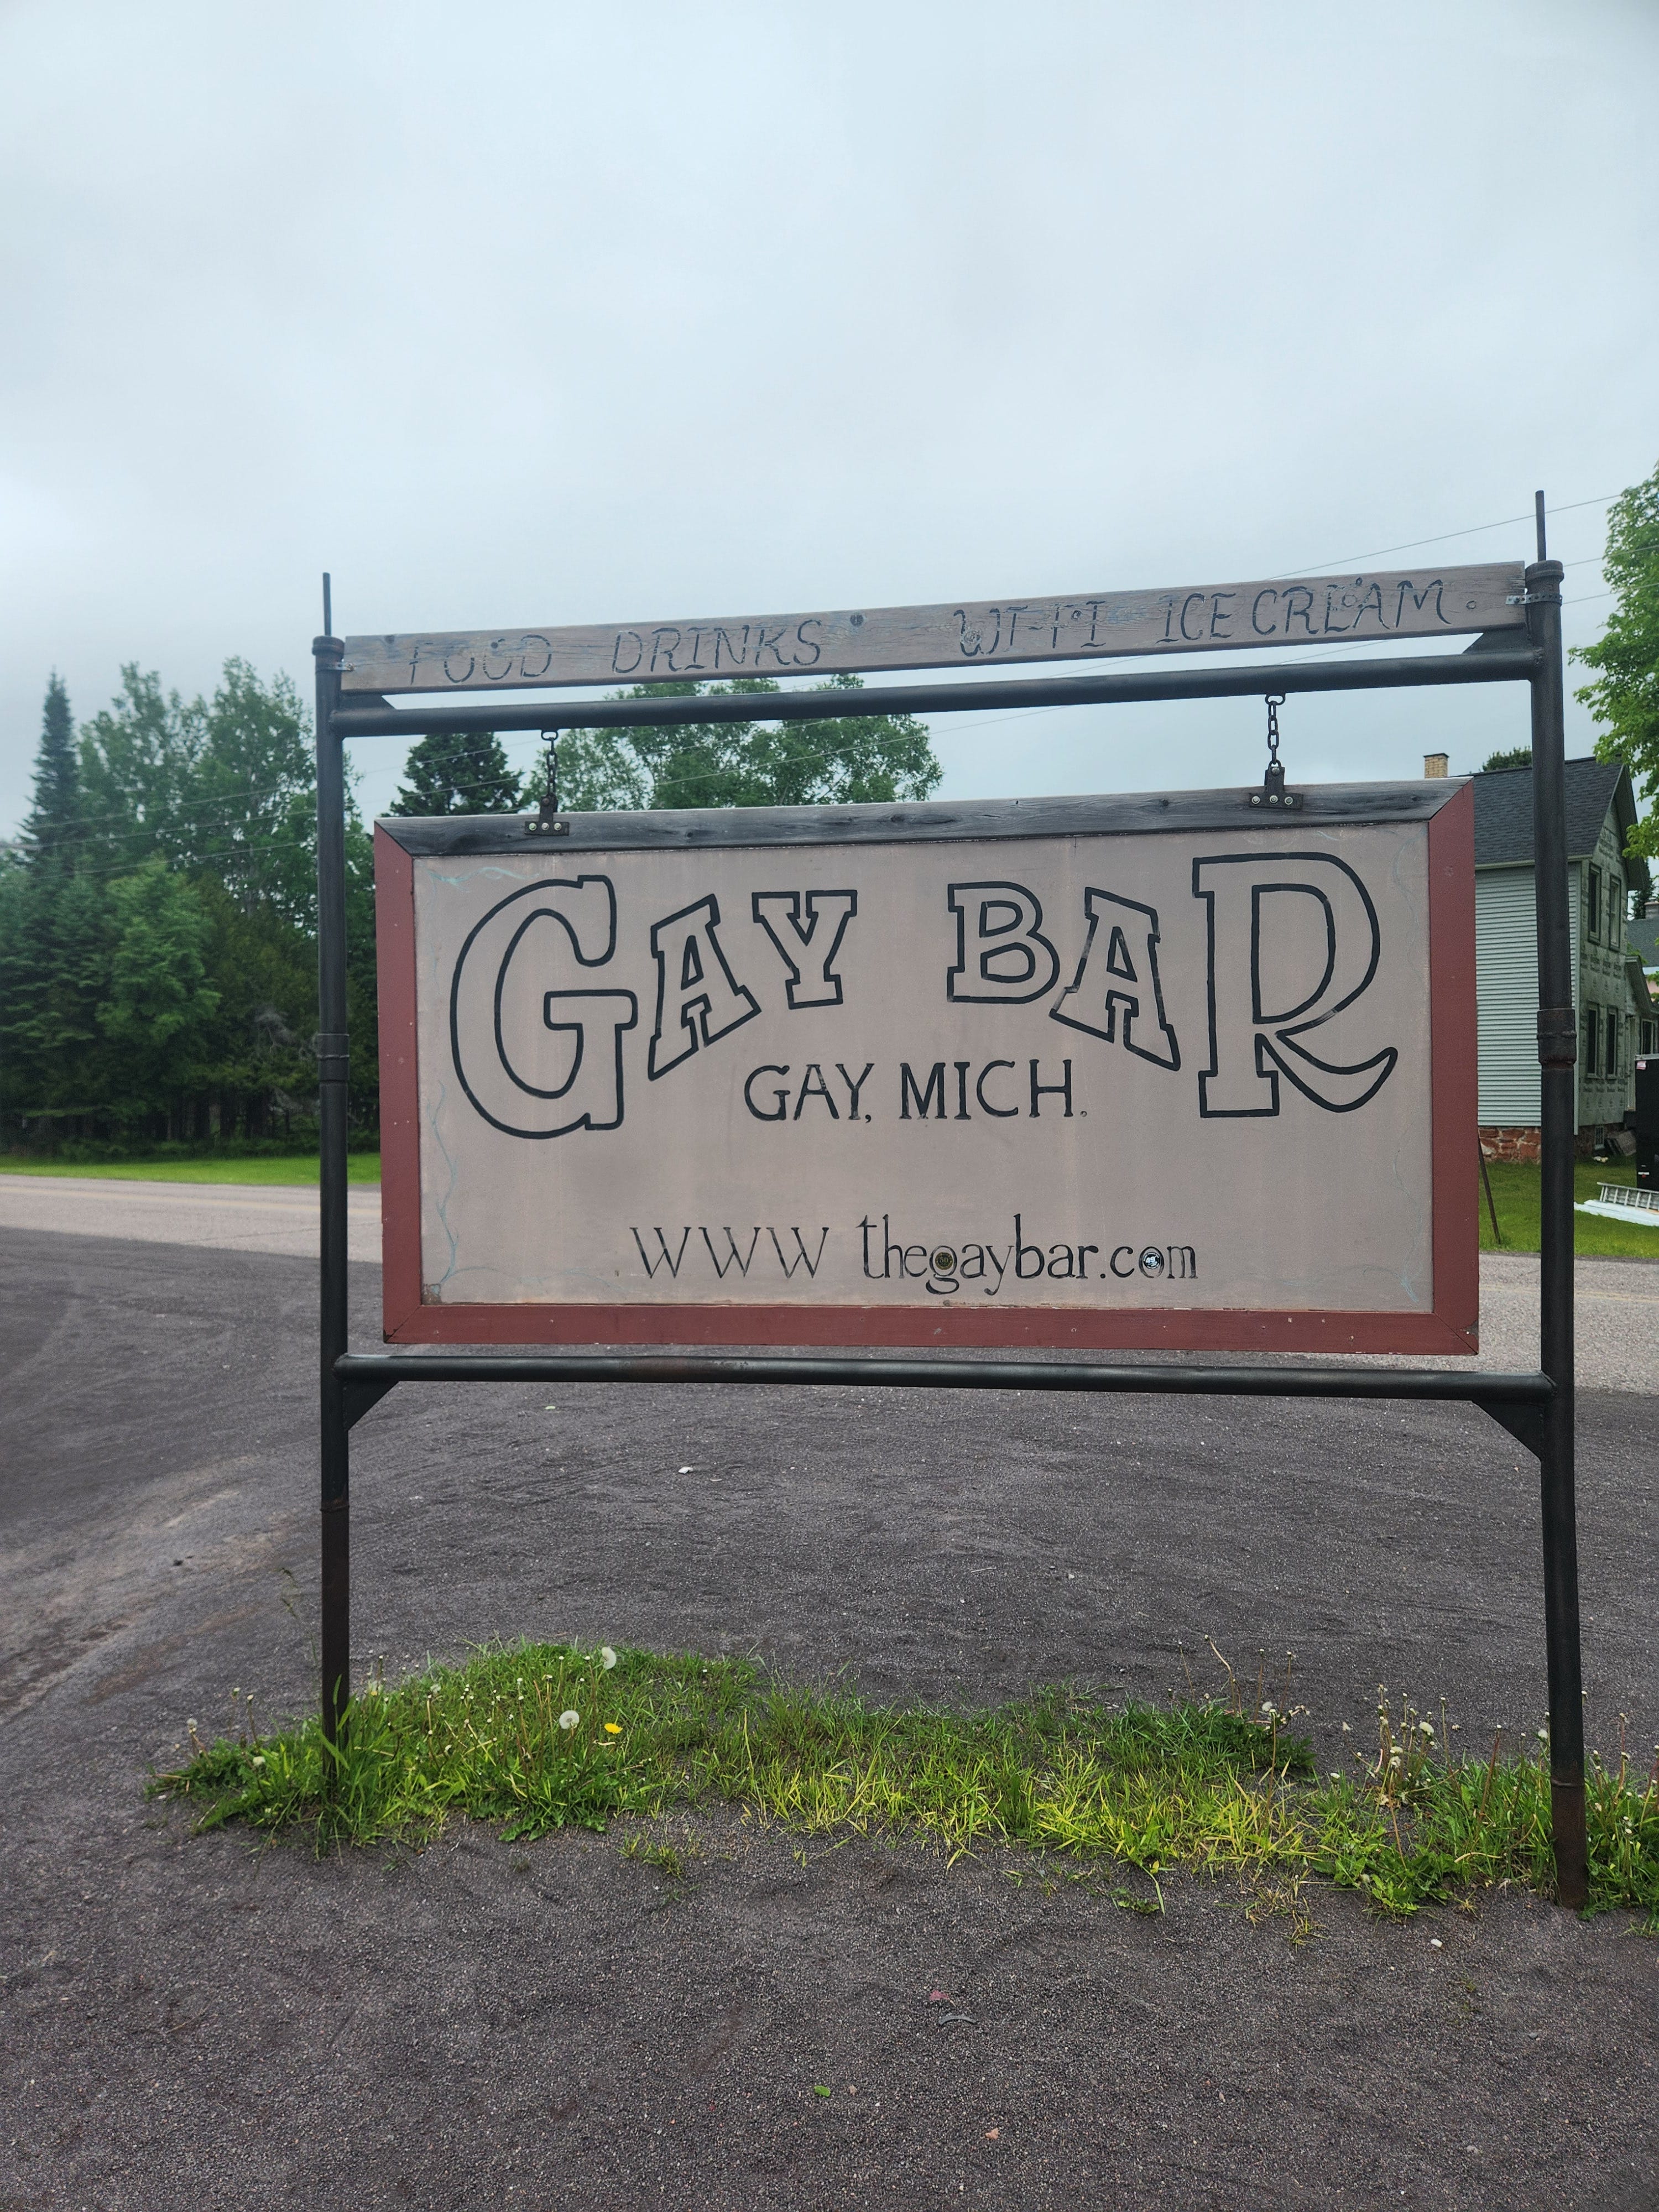 FOOD DRINKS WI-FI ICE CREAM
GAY BAR
GAY, MICH.
WWW thegaybar.com